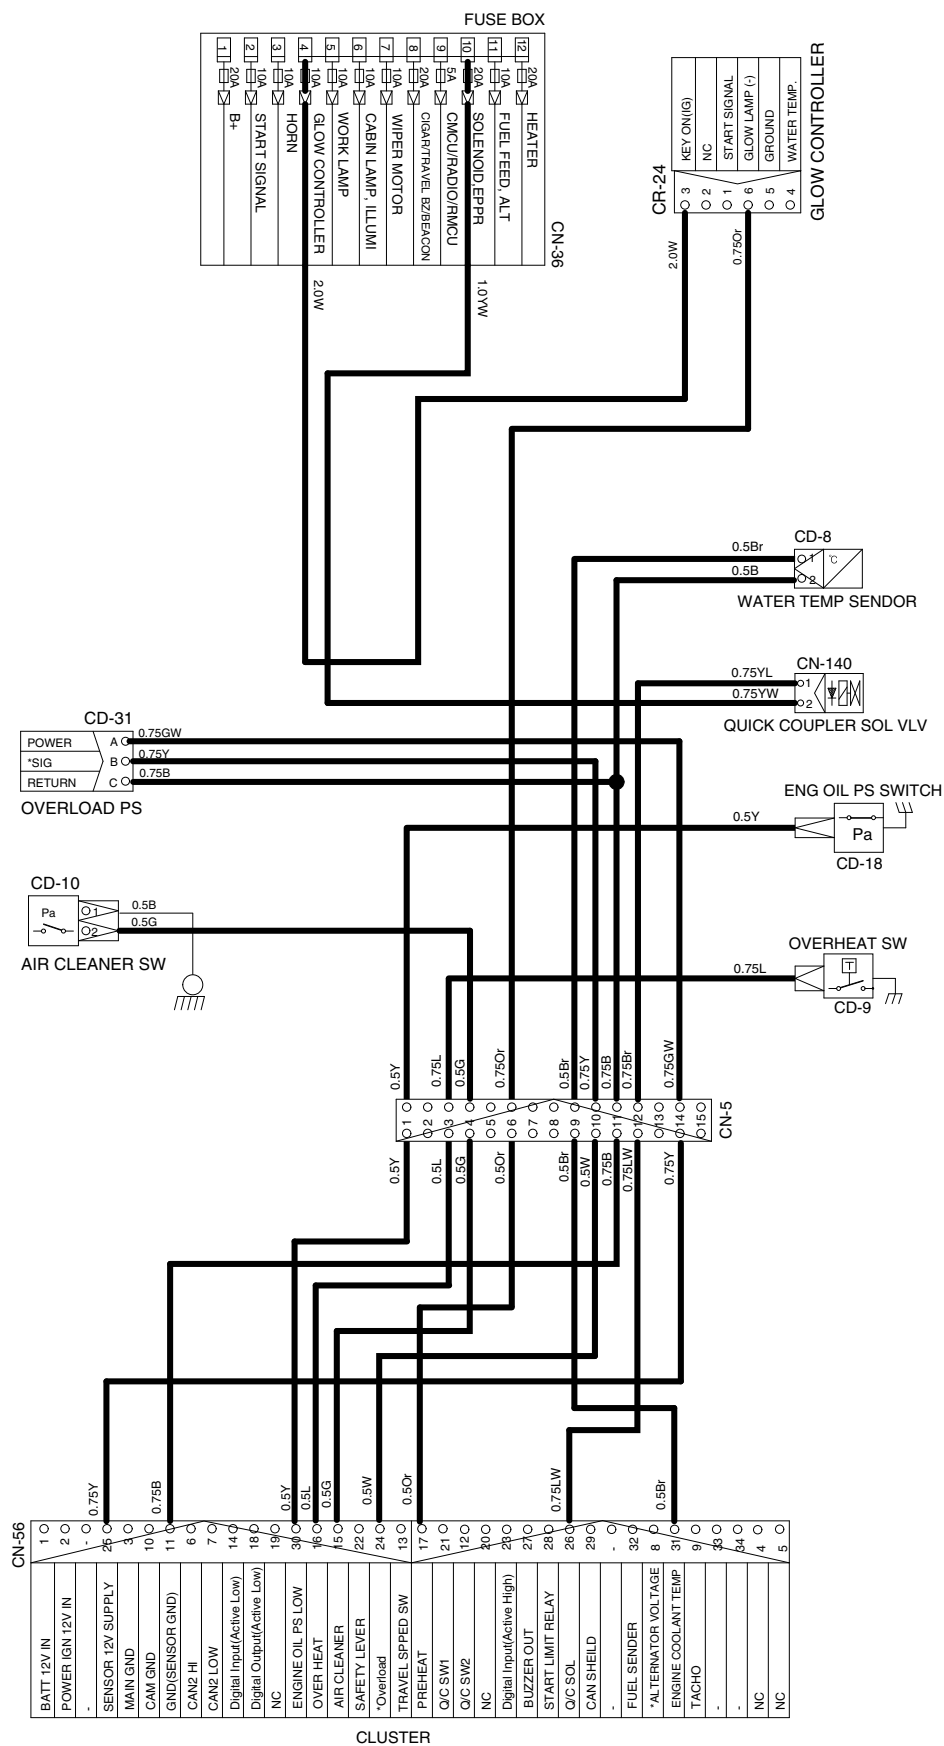 FUSE BOX
1 2 3 4 5 6 7 8 9 10 11 12
20A 10A 10A 10A 10A 10A 10A 20A 5A 20A 10A 20A
B+
START SIGNAL
HORN
GLOW CONTROLLER
WORK LAMP
CABIN LAMP, ILLUMI
WIPER MOTOR
CIGAR/TRAVEL BZ/BEACON
CMCU/RADIO/RMCU
SOLENOID,EPPR
FUEL FEED, ALT
HEATER
CN-36
2.0W
1.0YW
GLOW CONTROLLER
KEY ON(IG)
NC
START SIGNAL
GLOW LAMP (-)
GROUND
WATER TEMP.
CR-24
3 2 1 6 5 4
2.0W
0.75Or
CD-8
0.5Br
1
℃
0.5B
2
WATER TEMP SENDOR
CN-140
0.75YL
1
0.75YW
2
QUICK COUPLER SOL VLV
CD-31
POWER A 0.75GW
*SIG B 0.75Y
RETURN C 0.75B
OVERLOAD PS
ENG OIL PS SWITCH
0.5Y
Pa
CD-18
CD-10
Pa
1 0.5B
2 0.5G
AIR CLEANER SW
OVERHEAT SW
0.75L
T
CD-9
0.5Y 0.75L 0.5G 0.75Or 0.5Br 0.75Y 0.75B 0.75Br 0.75GW
1 2 3 4 5 6 7 8 9 10 11 12 13 14 15
CN-5
0.5Y 0.5L 0.5G 0.5Or 0.5Br 0.5W 0.75B 0.75LW 0.75Y
0.75Y 0.75B 0.5Y 0.5L 0.5G 0.5W 0.5Or 0.75LW 0.5Br
CN-56
1 2 - 25 3 10 11 6 7 14 18 19 30 16 15 22 24 13 17 21 12 20 23 27 28 26 29 - 32 8 31 9 33 34 4 5
BATT 12V IN
POWER IGN 12V IN
-
SENSOR 12V SUPPLY
MAIN GND
CAM GND
GND(SENSOR GND)
CAN2 HI
CAN2 LOW
Digital Input(Active Low)
Digital Output(Active Low)
NC
ENGINE OIL PS LOW
OVER HEAT
AIR CLEANER
SAFETY LEVER
*Overload
TRAVEL SPPED SW
PREHEAT
Q/C SW1
Q/C SW2
NC
Digital Input(Active High)
BUZZER OUT
START LIMIT RELAY
Q/C SOL
CAN SHEILD
-
FUEL SENDER
*ALTERNATOR VOLTAGE
ENGINE COOLANT TEMP
TACHO
-
-
NC
NC
CLUSTER